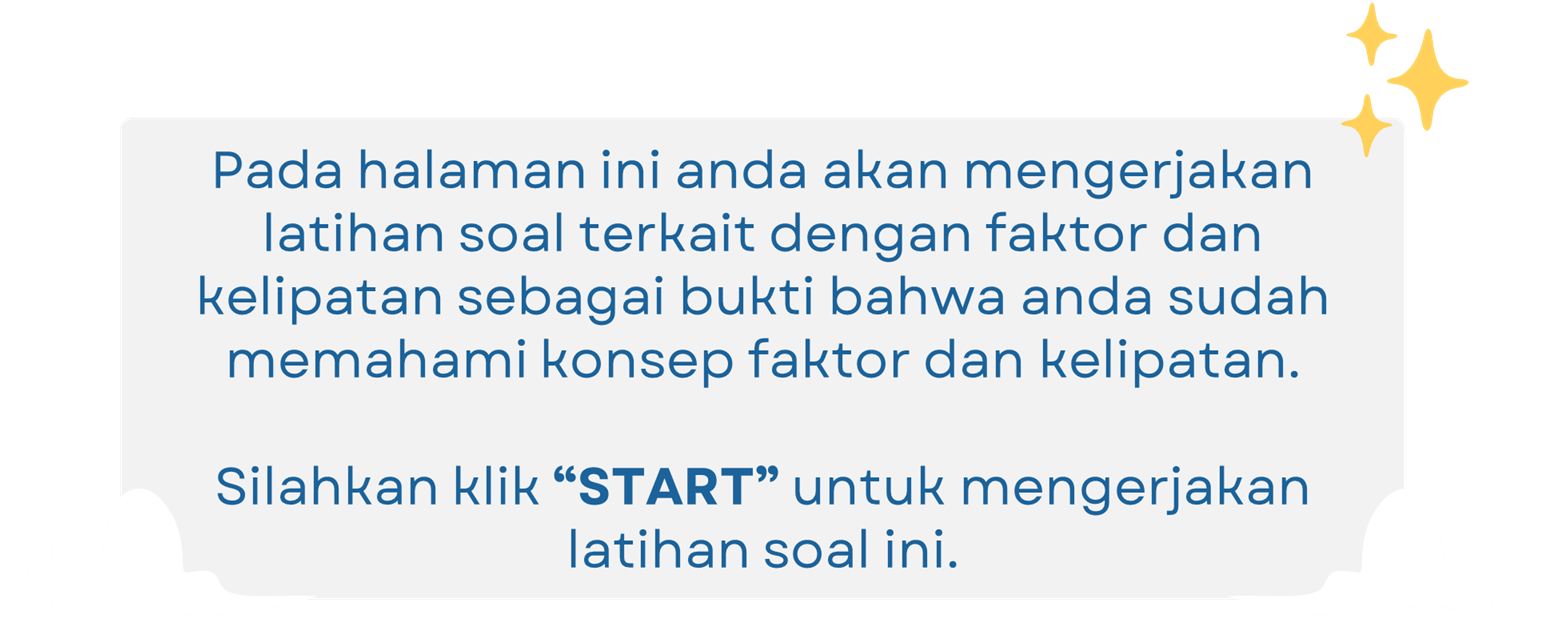 Pada halaman ini anda akan mengerjakan
latihan soal terkait dengan faktor dan
kelipatan sebagai bukti bahwa anda sudah
memahami konsep faktor dan kelipatan.
Silahkan klik “START” untuk mengerjakan
latihan soal ini.